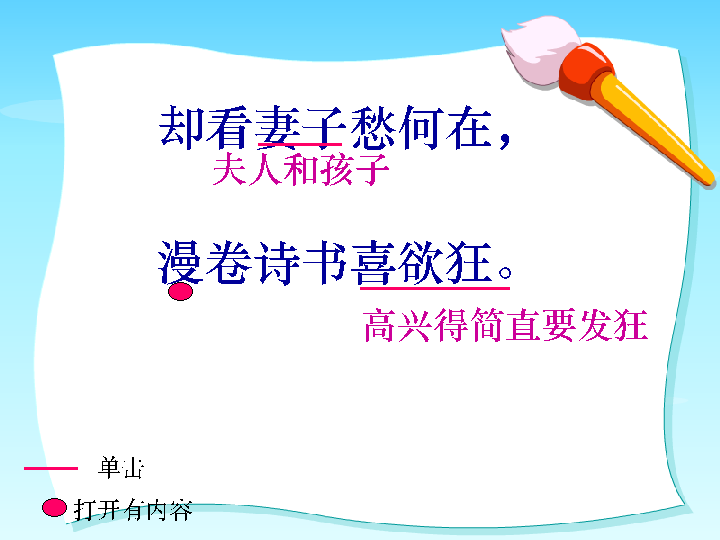 却看妻子愁何在，
夫人和孩子
漫卷诗书喜欲狂。
高兴得简直要发狂
单击
打开有内容